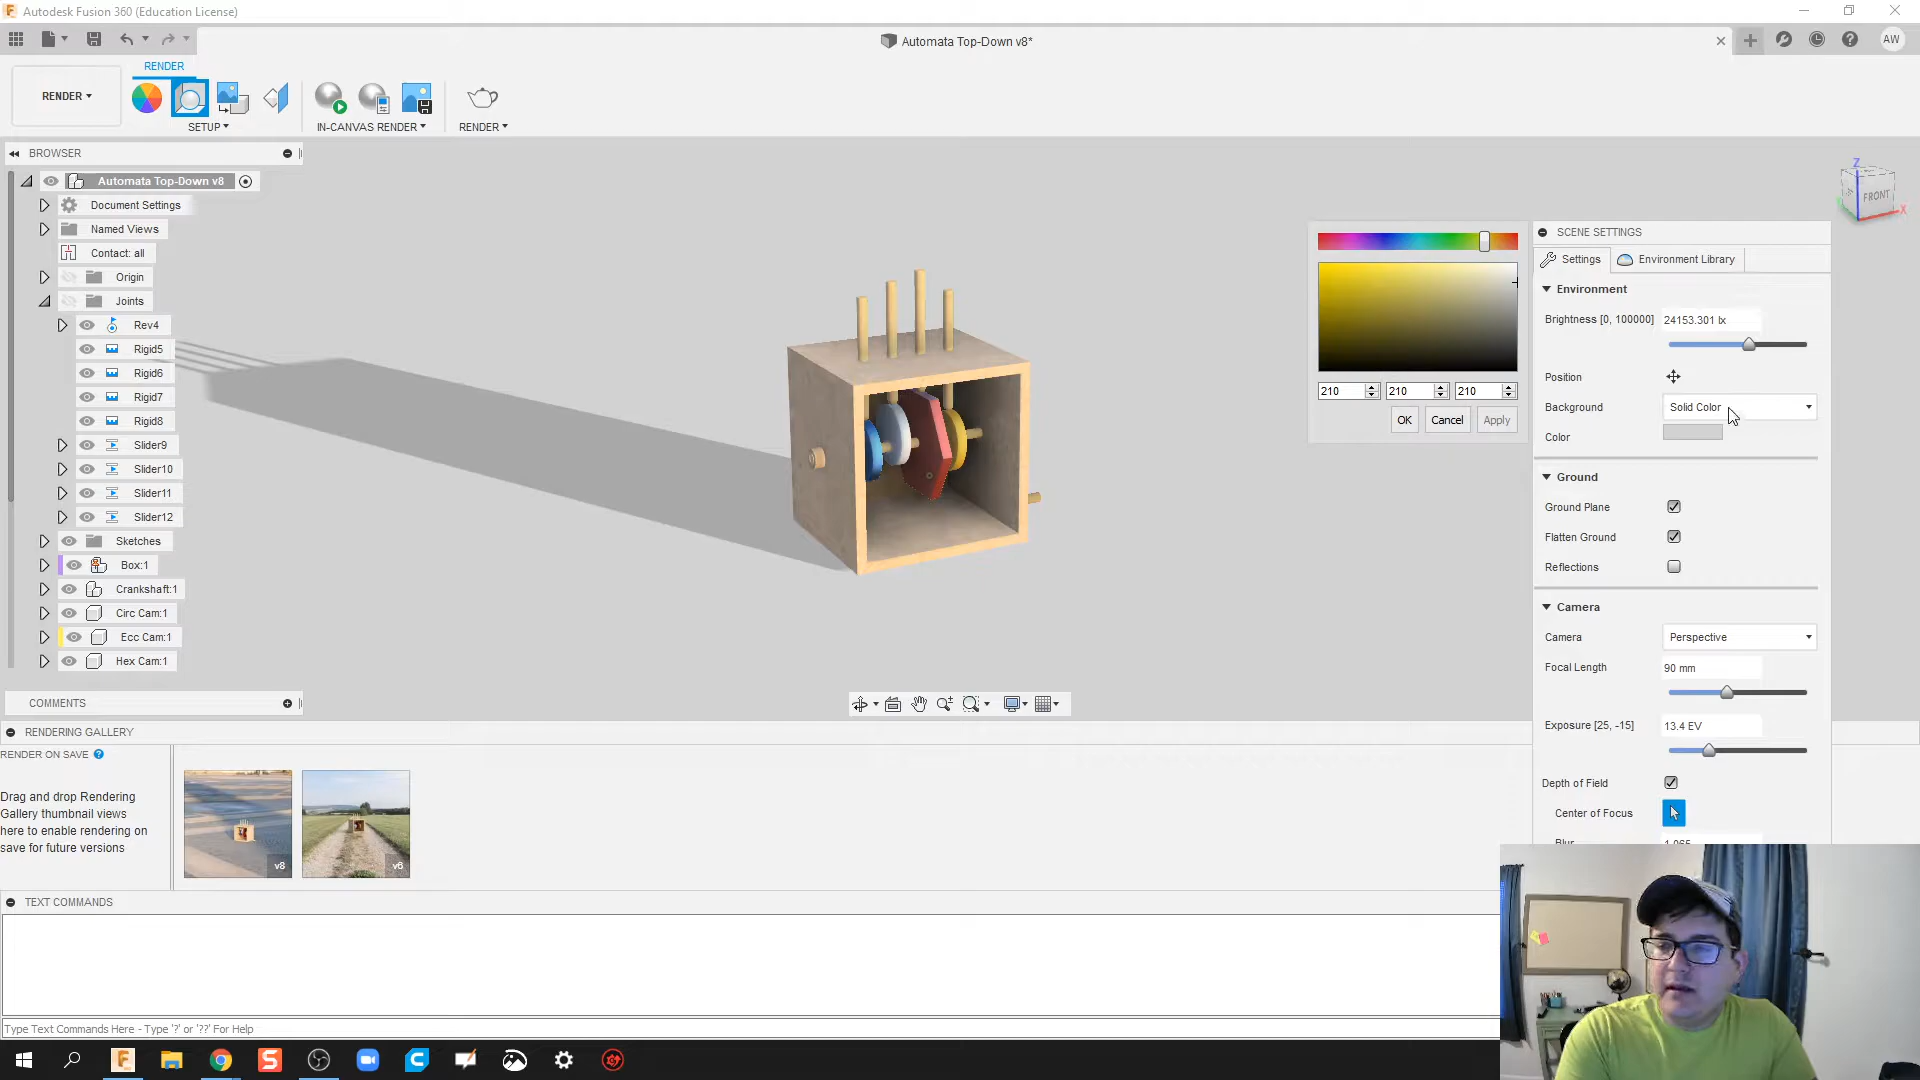 Autodesk Fusion 360 (Education License)
Automata Top-Down v8*
AW
RENDER
RENDER
SETUP
IN-CANVAS RENDER
RENDER
BROWSER
Automata Top-Down v8
Document Settings
Named Views
Contact: all
Origin
Joints
Rev4
Rigid5
Rigid6
Rigid7
Rigid8
Slider9
Slider10
Slider11
Slider12
Sketches
Box:1
Crankshaft:1
Circ Cam:1
Ecc Cam:1
Hex Cam:1
COMMENTS
Z
FRONT
X
210
210
210
OK
Cancel
Apply
SCENE SETTINGS
Settings
Environment Library
Environment
Brightness [0, 100000]
24153.301 lx
Position
Background
Solid Color
Color
Ground
Ground Plane
Flatten Ground
Reflections
Camera
Camera
Perspective
Focal Length
90 mm
Exposure [25, -15]
13.4 EV
Depth of Field
Center of Focus
Blur
1.065
RENDERING GALLERY
RENDER ON SAVE
Drag and drop Rendering
Gallery thumbnail views
here to enable rendering on
save for future versions
v8
v6
TEXT COMMANDS
Type Text Commands Here - Type '?' or '??' For Help